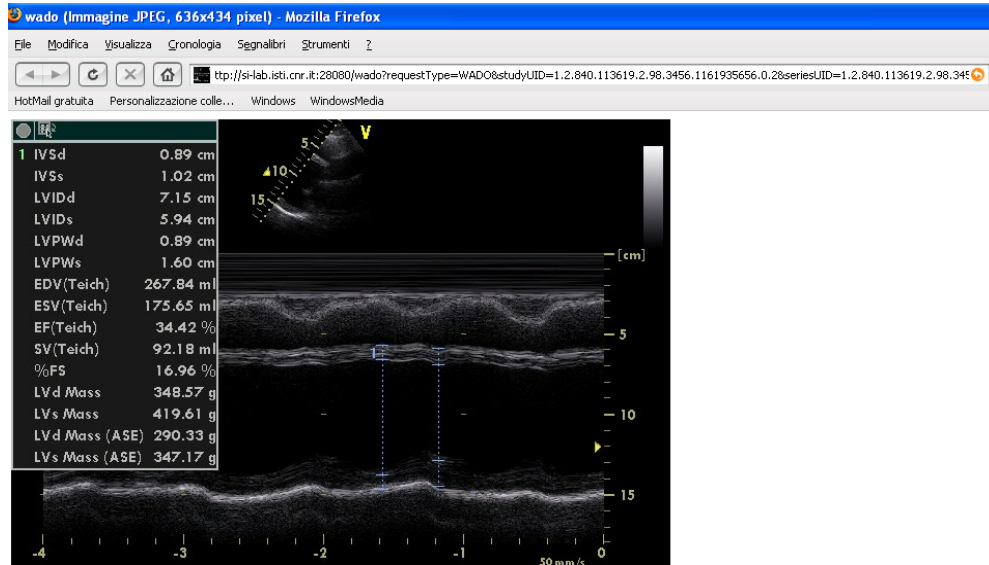 wado (Immagine JPEG, 636x434 pixel) - Mozilla Firefox
File Modifica Visualizza Cronologia Segnalibri Strumenti ?
ttp://si-lab.isti.cnr.it:28080/wado?requestType=WADO&studyUID=1.2.840.113619.2.98.3456.1161935656.0.2&seriesUID=1.2.840.113619.2.98.345
HotMail gratuita Personalizzazione colle... Windows WindowsMedia
1 IVSd 0.89 cm
IVSs 1.02 cm
LVIDd 7.15 cm
LVIDs 5.94 cm
LVPWd 0.89 cm
LVPWs 1.60 cm
EDV(Teich) 267.84 ml
ESV(Teich) 175.65 ml
EF(Teich) 34.42 %
SV(Teich) 92.18 ml
%FS 16.96 %
LVd Mass 348.57 g
LVs Mass 419.61 g
LVd Mass (ASE) 290.33 g
LVs Mass (ASE) 347.17 g
V
5
10
15
[cm]
5
10
15
1
-4 -3 -2 -1 0
50 mm/s